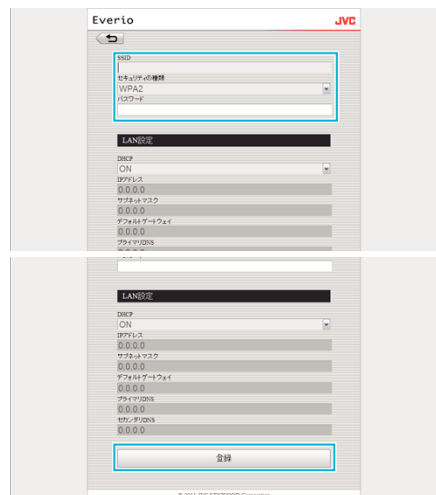 Everio
JVC
SSID
セキュリティの種類
WPA2
パスワード
LAN設定
DHCP
ON
IPアドレス
0.0.0.0
サブネットマスク
0.0.0.0
デフォルトゲートウェイ
0.0.0.0
プライマリDNS
LAN設定
DHCP
ON
IPアドレス
0.0.0.0
サブネットマスク
0.0.0.0
デフォルトゲートウェイ
0.0.0.0
プライマリDNS
0.0.0.0
セカンダリDNS
0.0.0.0
登録